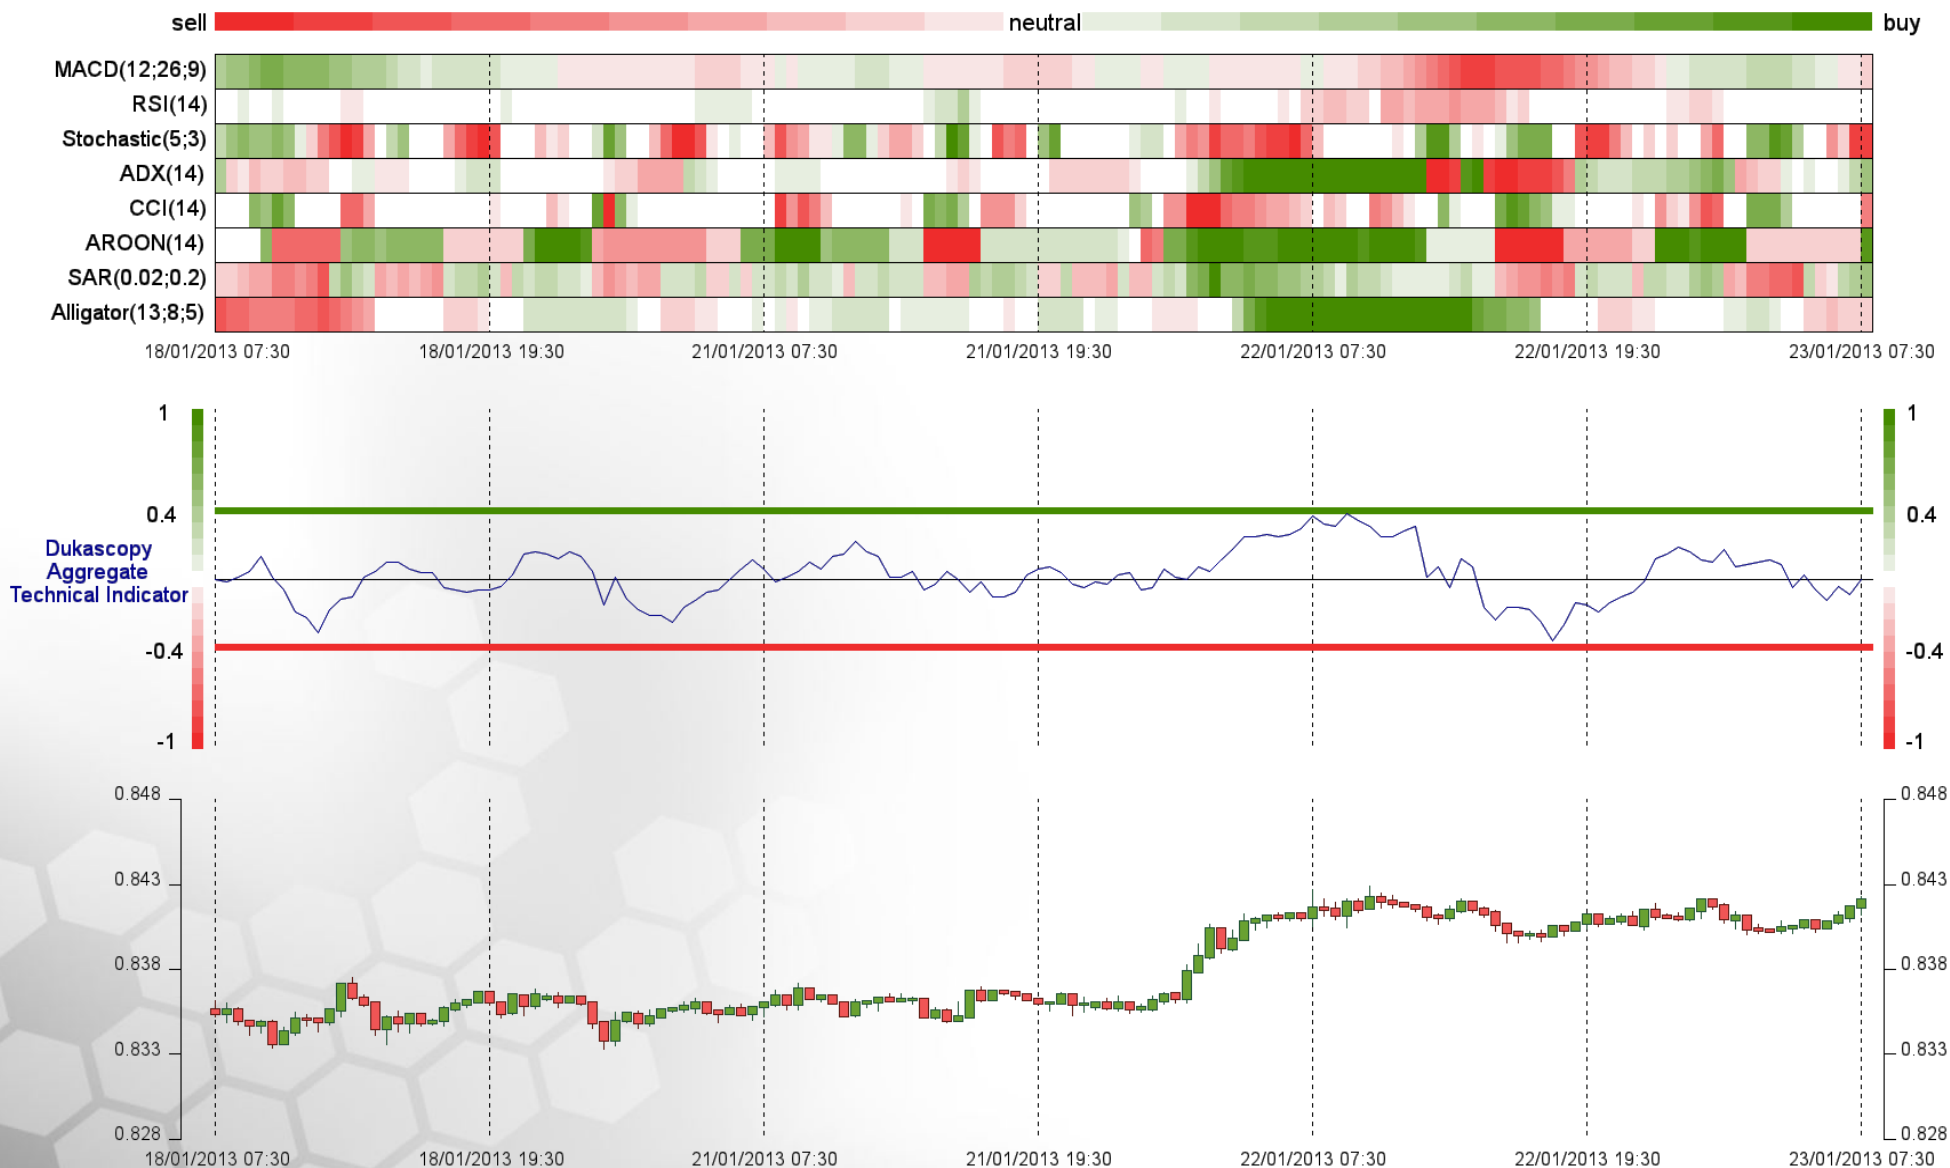 sell neutral buy
MACD(12;26;9)
RSI(14)
Stochastic(5;3)
ADX(14)
CCI(14)
AROON(14)
SAR(0.02;0.2)
Alligator(13;8;5)
18/01/2013 07:30 18/01/2013 19:30 21/01/2013 07:30 21/01/2013 19:30 22/01/2013 07:30 22/01/2013 19:30 23/01/2013 07:30
1 1
0.4 0.4
Dukascopy
Aggregate
Technical Indicator
-0.4 -0.4
-1 -1
0.848 0.848
0.843 0.843
0.838 0.838
0.833 0.833
0.828 0.828
18/01/2013 07:30 18/01/2013 19:30 21/01/2013 07:30 21/01/2013 19:30 22/01/2013 07:30 22/01/2013 19:30 23/01/2013 07:30